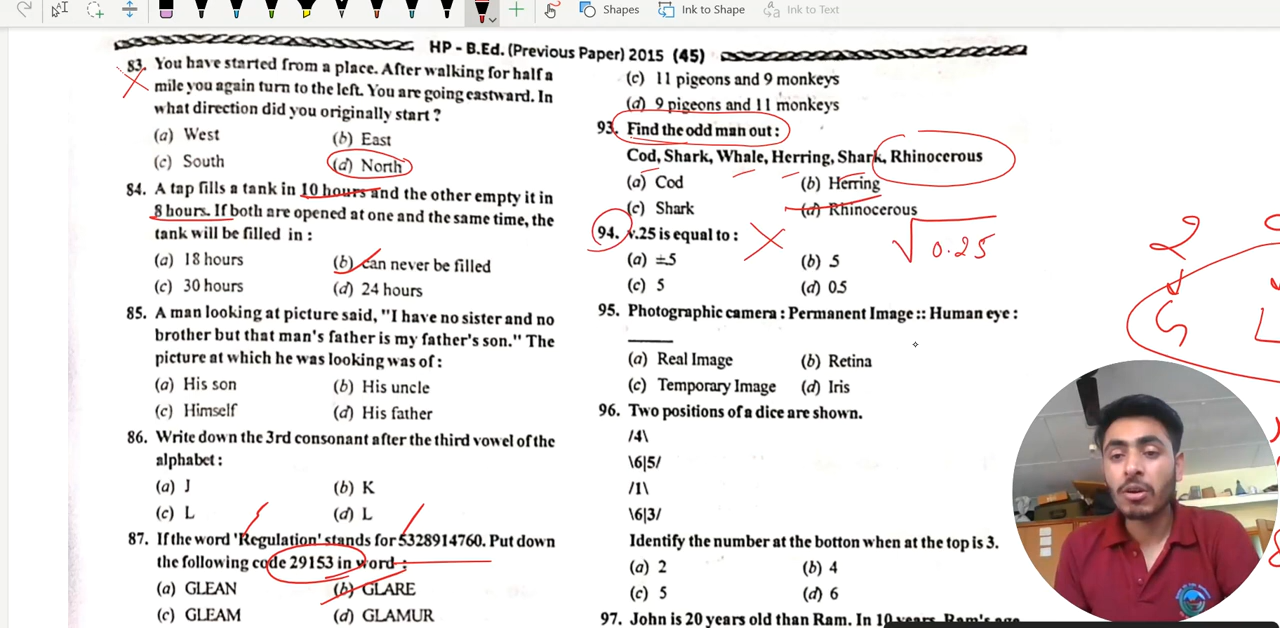 Shapes
Ink to Shape
Ink to Text
HP - B.Ed. (Previous Paper) 2015 (45)
83. You have started from a place. After walking for half a
mile you again turn to the left. You are going eastward. In
what direction did you originally start ?
(a) West (b) East
(c) South (d) North
84. A tap fills a tank in 10 hours and the other empty it in
8 hours. If both are opened at one and the same time, the
tank will be filled in :
(a) 18 hours (b) can never be filled
(c) 30 hours (d) 24 hours
85. A man looking at picture said, "I have no sister and no
brother but that man's father is my father's son." The
picture at which he was looking was of :
(a) His son (b) His uncle
(c) Himself (d) His father
86. Write down the 3rd consonant after the third vowel of the
alphabet :
(a) J (b) K
(c) L (d) L
87. If the word 'Regulation' stands for 5328914760. Put down
the following code 29153 in word :
(a) GLEAN (b) GLARE
(c) GLEAM (d) GLAMUR
(c) 11 pigeons and 9 monkeys
(d) 9 pigeons and 11 monkeys
93. Find the odd man out :
Cod, Shark, Whale, Herring, Shark, Rhinocerous
(a) Cod (b) Herring
(c) Shark (d) Rhinocerous
94. √.25 is equal to :
√0.25
(a) ±5 (b) .5
(c) 5 (d) 0.5
95. Photographic camera : Permanent Image :: Human eye :
(a) Real Image (b) Retina
(c) Temporary Image (d) Iris
96. Two positions of a dice are shown.
/4\
\6|5/
/1\
\6|3/
Identify the number at the botton when at the top is 3.
(a) 2 (b) 4
(c) 5 (d) 6
97. John is 20 years old than Ram. In 10 years, Ram's age
2
G L